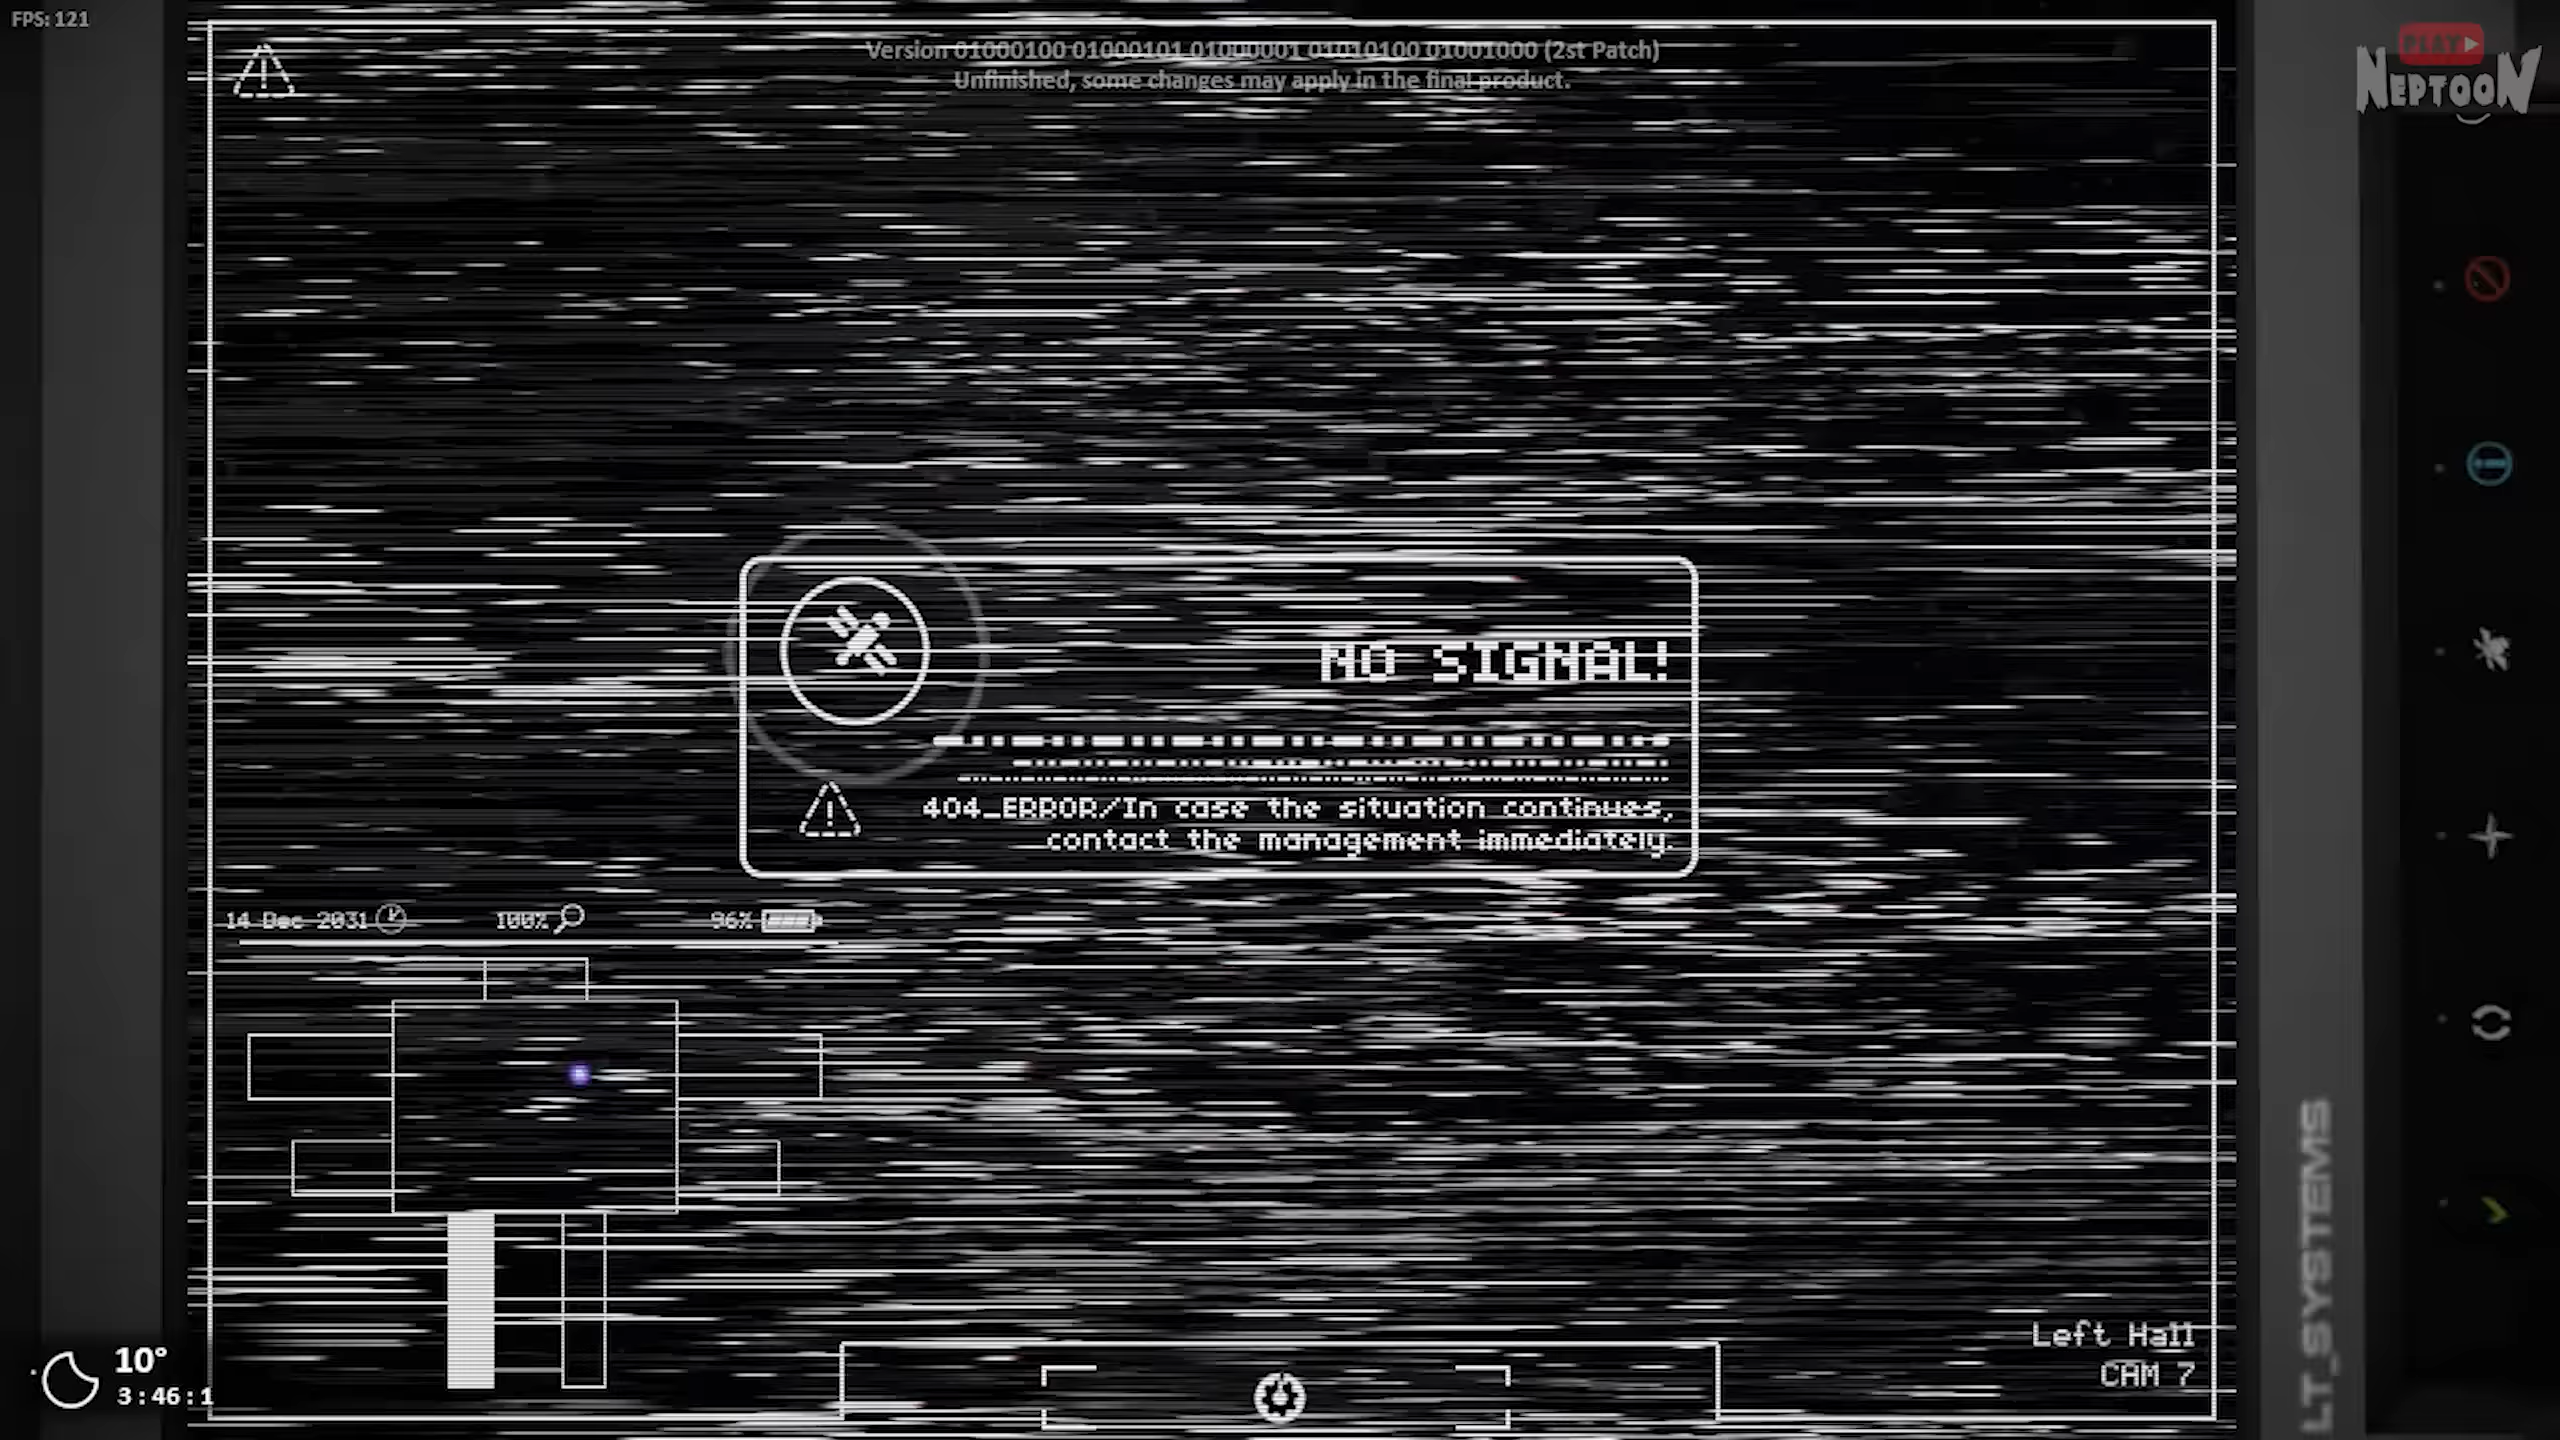 FPS: 121
Version 01000100 01000101 01000001 01010100 01001000 (2st Patch)
Unfinished, some changes may apply in the final product.
PLAY
NEPTOON
NO SIGNAL!
404_ERROR/In case the situation continues,
contact the management immediately.
14 Dec 2031
100%
96%
LT_SYSTEMS
Left Hall
CAM 7
10°
3:46:1